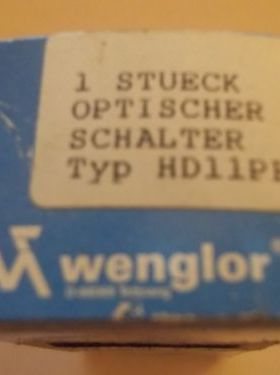 1 STUECK
OPTISCHER
SCHALTER
Typ HD11PE
wenglor